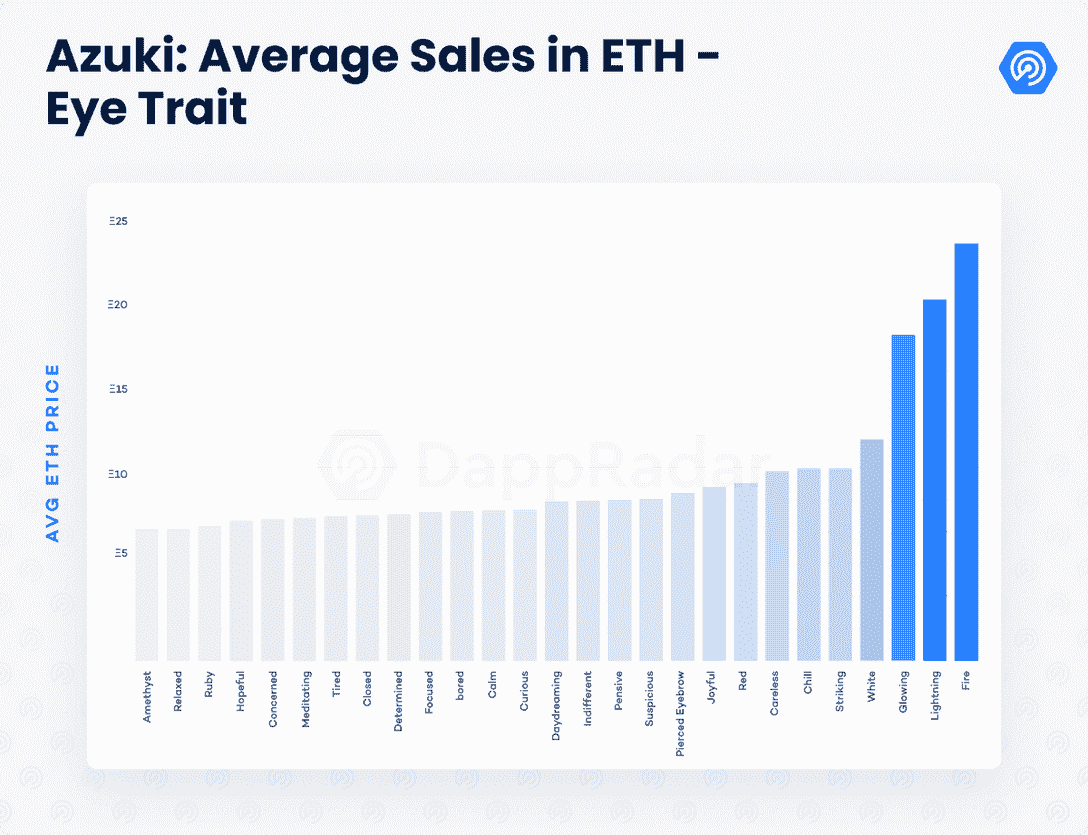 Azuki: Average Sales in ETH -
Eye Trait
AVG ETH PRICE
Ξ25
Ξ20
Ξ15
Ξ10
Ξ5
DappRadar
Amethyst
Relaxed
Ruby
Hopeful
Concerned
Meditating
Tired
Closed
Determined
Focused
bored
Calm
Curious
Daydreaming
Indifferent
Pensive
Suspicious
Pierced Eyebrow
Joyful
Red
Careless
Chill
Striking
White
Glowing
Lightning
Fire